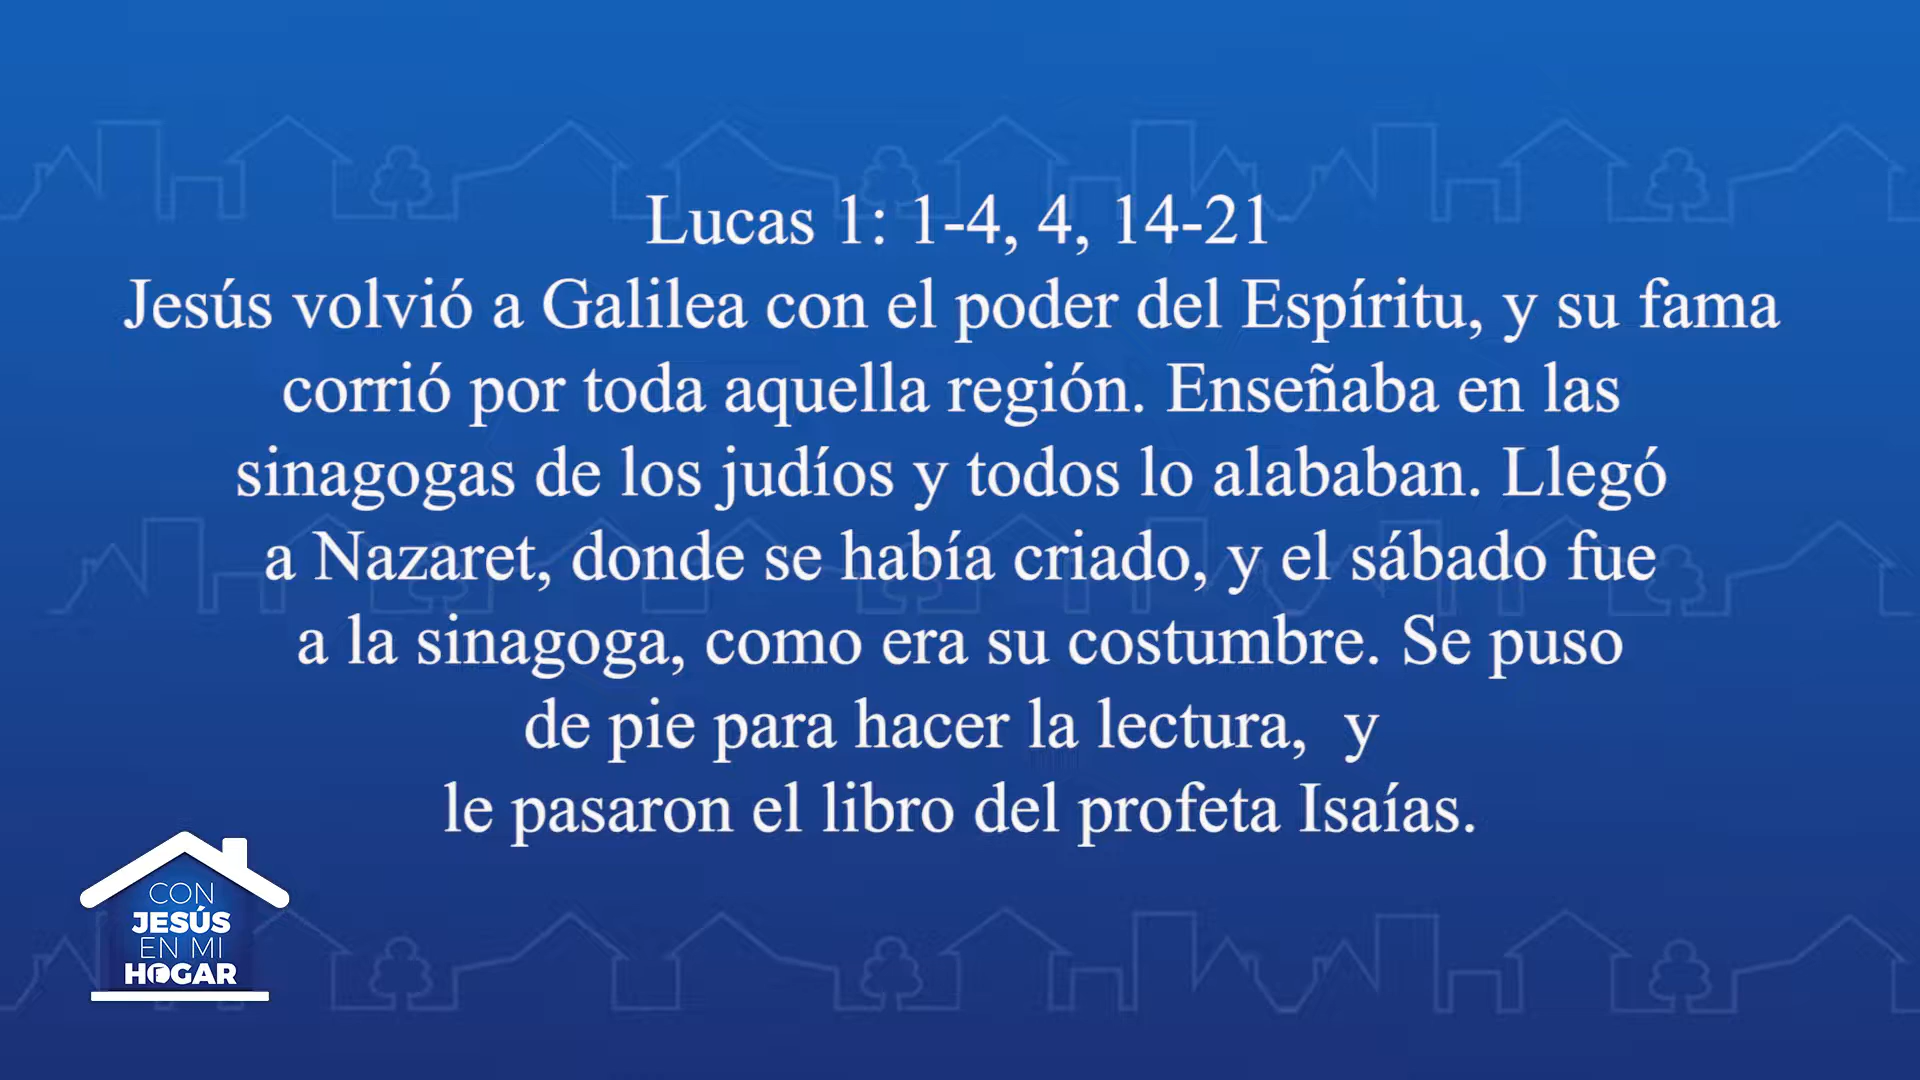 Lucas 1: 1-4, 4, 14-21
Jesús volvió a Galilea con el poder del Espíritu, y su fama
corrió por toda aquella región. Enseñaba en las
sinagogas de los judíos y todos lo alababan. Llegó
a Nazaret, donde se había criado, y el sábado fue
a la sinagoga, como era su costumbre. Se puso
de pie para hacer la lectura,  y
le pasaron el libro del profeta Isaías.
CON
JESÚS
EN MI
HOGAR